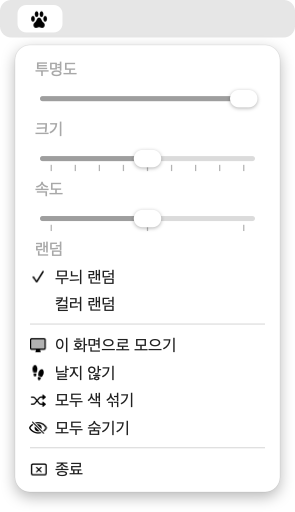 투명도
크기
속도
랜덤
무늬 랜덤
컬러 랜덤
이 화면으로 모으기
날지 않기
모두 색 섞기
모두 숨기기
종료